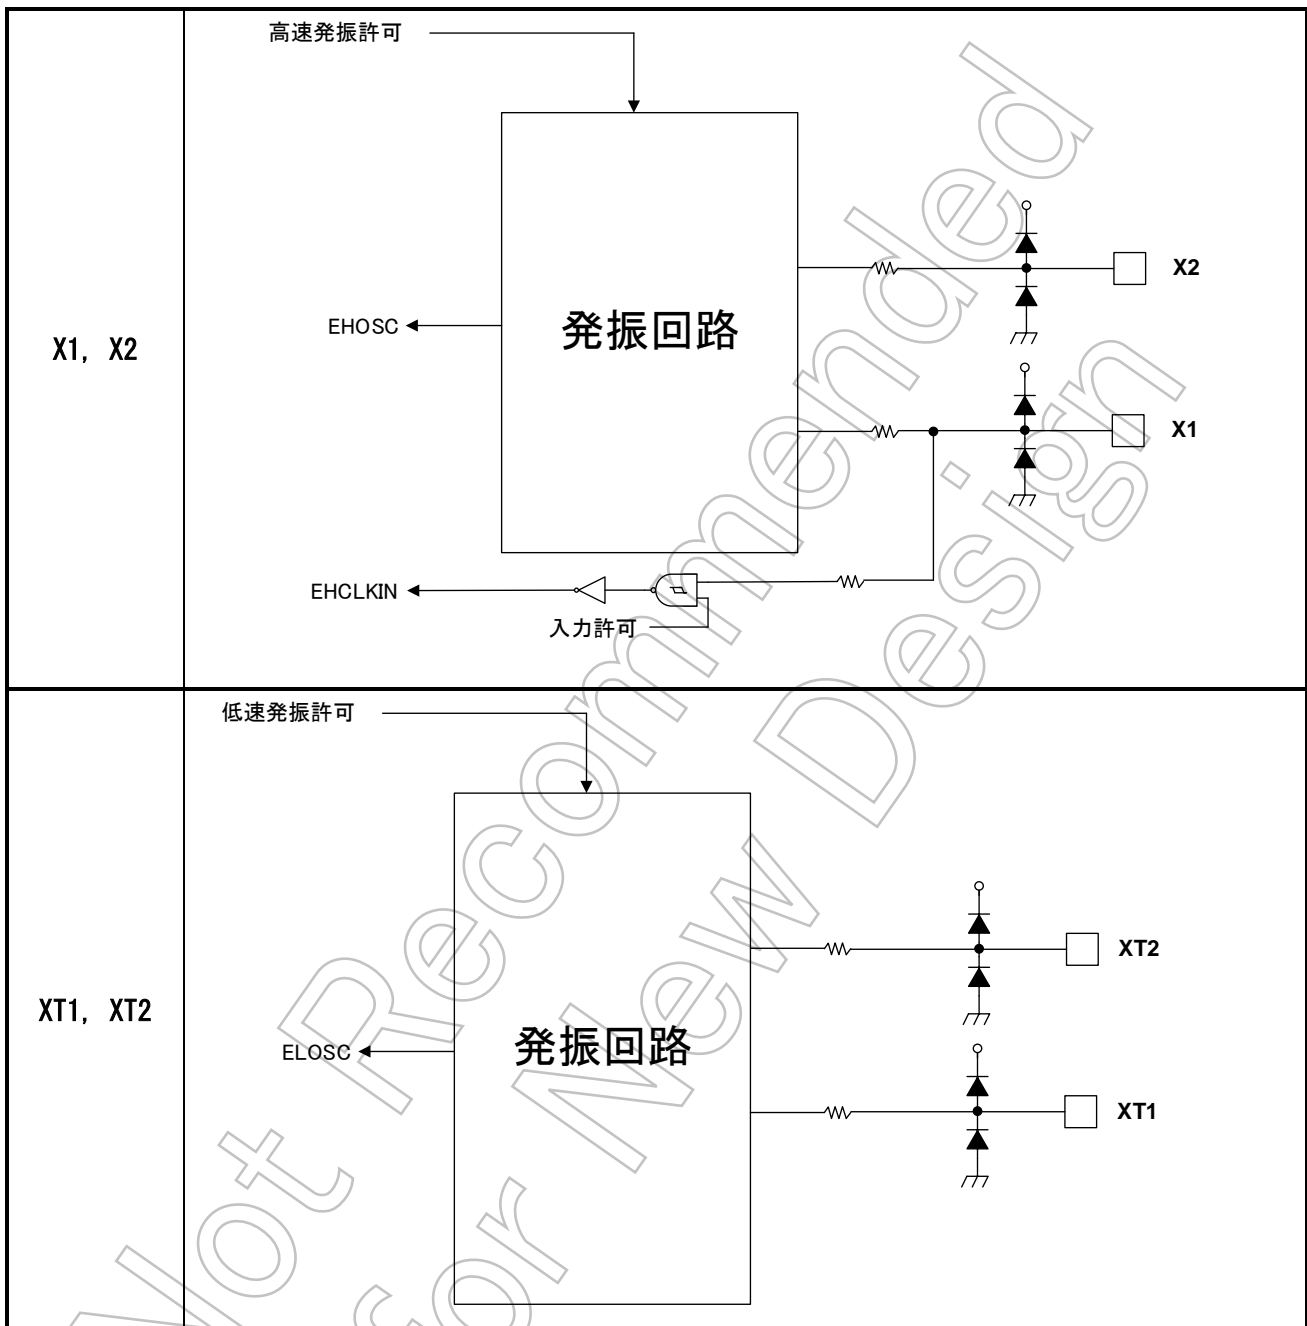 高速発振許可
X2
EHOSC
発振回路
X1, X2
X1
EHCLKIN
入力許可
低速発振許可
XT2
XT1, XT2
ELOSC
発振回路
XT1
Not Recommended
for New Design